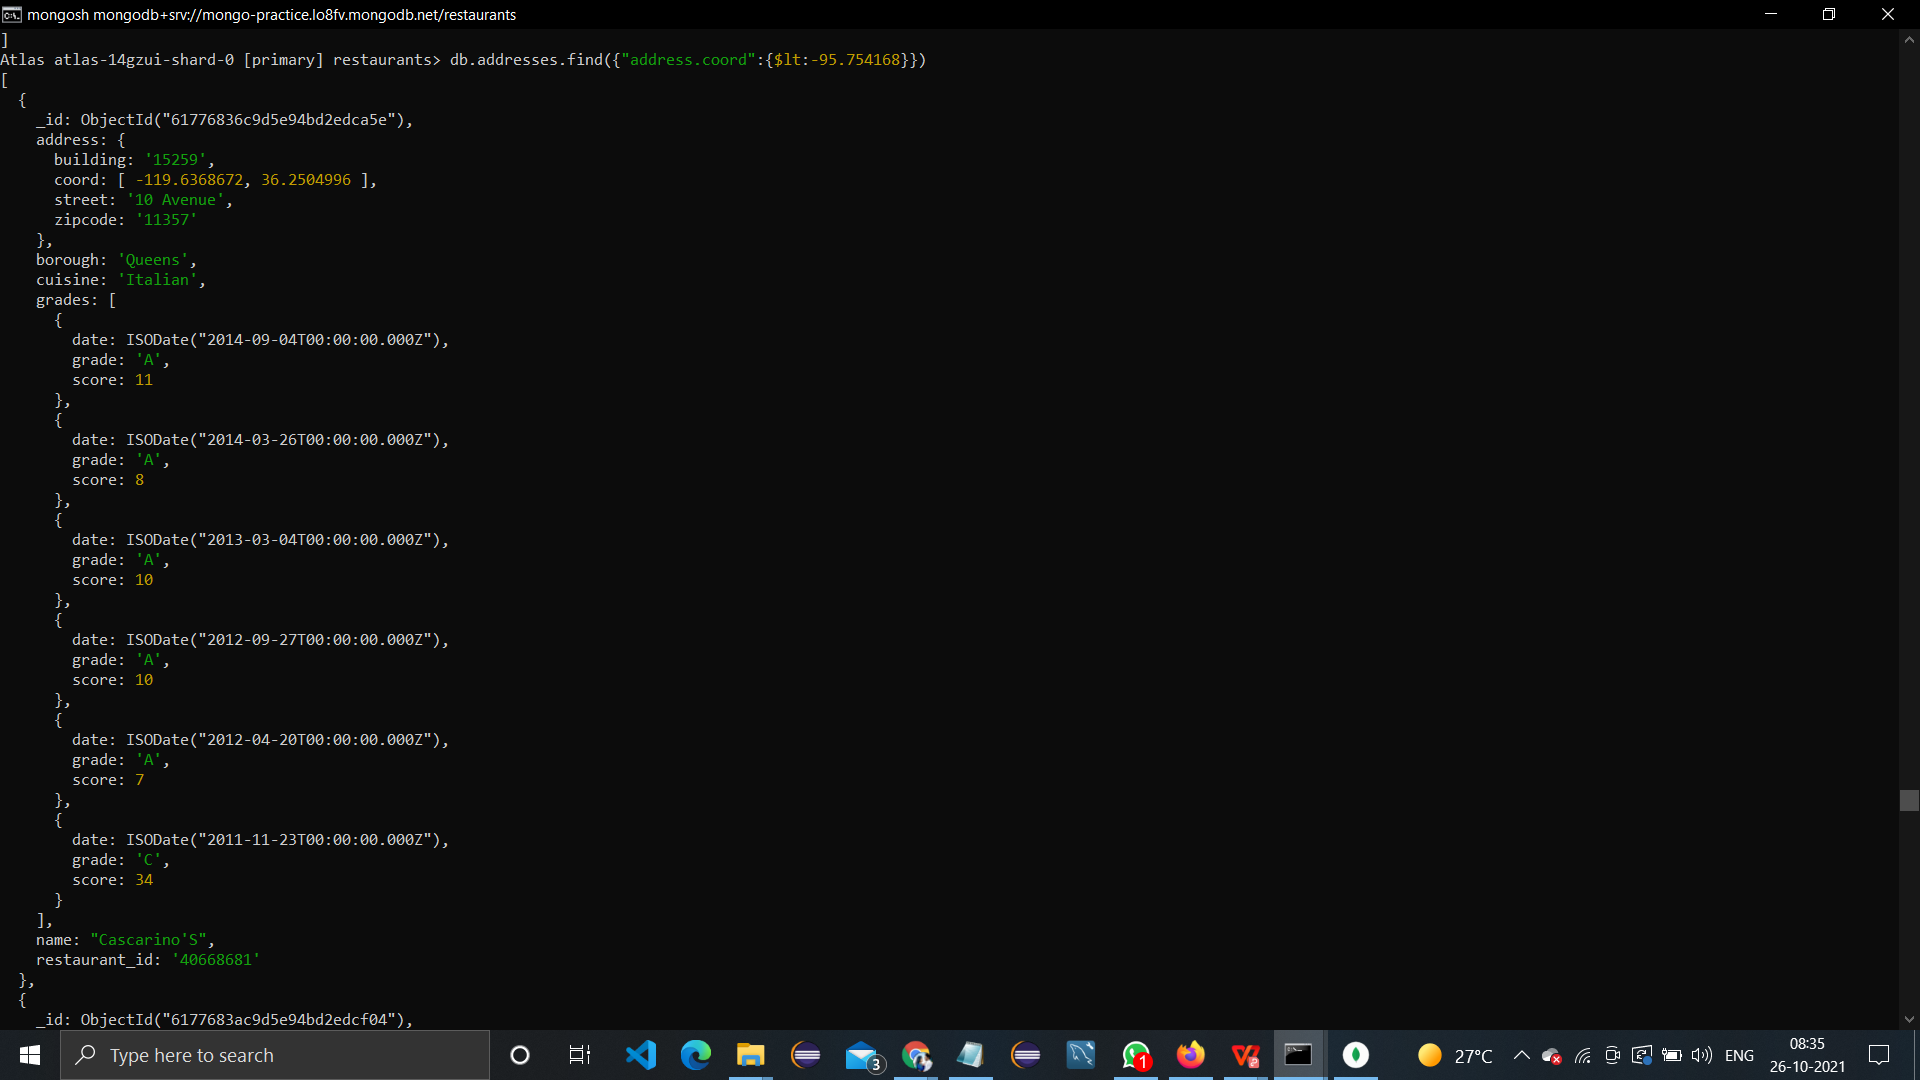 mongosh mongodb+srv://mongo-practice.lo8fv.mongodb.net/restaurants
]
Atlas atlas-14gzui-shard-0 [primary] restaurants> db.addresses.find({"address.coord":{$lt:-95.754168}})
[
  {
    _id: ObjectId("61776836c9d5e94bd2edca5e"),
    address: {
      building: '15259',
      coord: [ -119.6368672, 36.2504996 ],
      street: '10 Avenue',
      zipcode: '11357'
    },
    borough: 'Queens',
    cuisine: 'Italian',
    grades: [
      {
        date: ISODate("2014-09-04T00:00:00.000Z"),
        grade: 'A',
        score: 11
      },
      {
        date: ISODate("2014-03-26T00:00:00.000Z"),
        grade: 'A',
        score: 8
      },
      {
        date: ISODate("2013-03-04T00:00:00.000Z"),
        grade: 'A',
        score: 10
      },
      {
        date: ISODate("2012-09-27T00:00:00.000Z"),
        grade: 'A',
        score: 10
      },
      {
        date: ISODate("2012-04-20T00:00:00.000Z"),
        grade: 'A',
        score: 7
      },
      {
        date: ISODate("2011-11-23T00:00:00.000Z"),
        grade: 'C',
        score: 34
      }
    ],
    name: "Cascarino'S",
    restaurant_id: '40668681'
  },
  {
    _id: ObjectId("6177683ac9d5e94bd2edcf04"),
Type here to search
3
1
27°C
ENG
08:35
26-10-2021